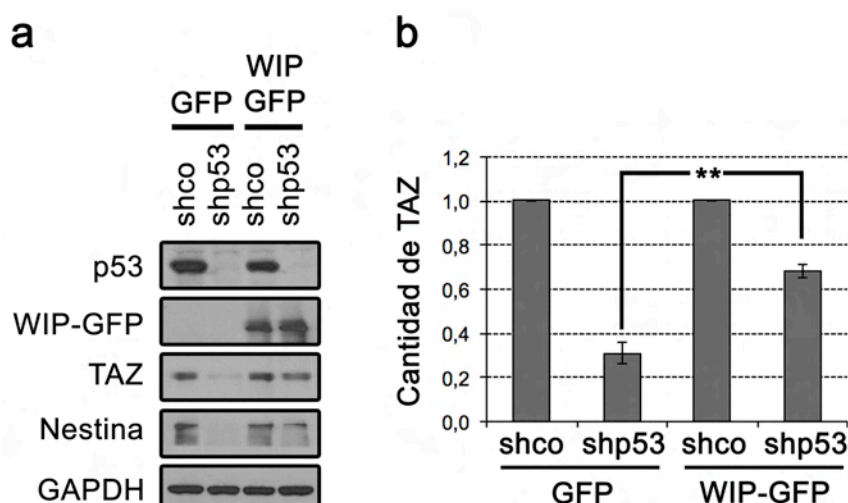 a
WIP
GFP GFP
shco shp53 shco shp53
p53
WIP-GFP
TAZ
Nestina
GAPDH
b
Cantidad de TAZ
1,2
1,0
0,8
0,6
0,4
0,2
0,0
**
shco shp53 shco shp53
GFP WIP-GFP